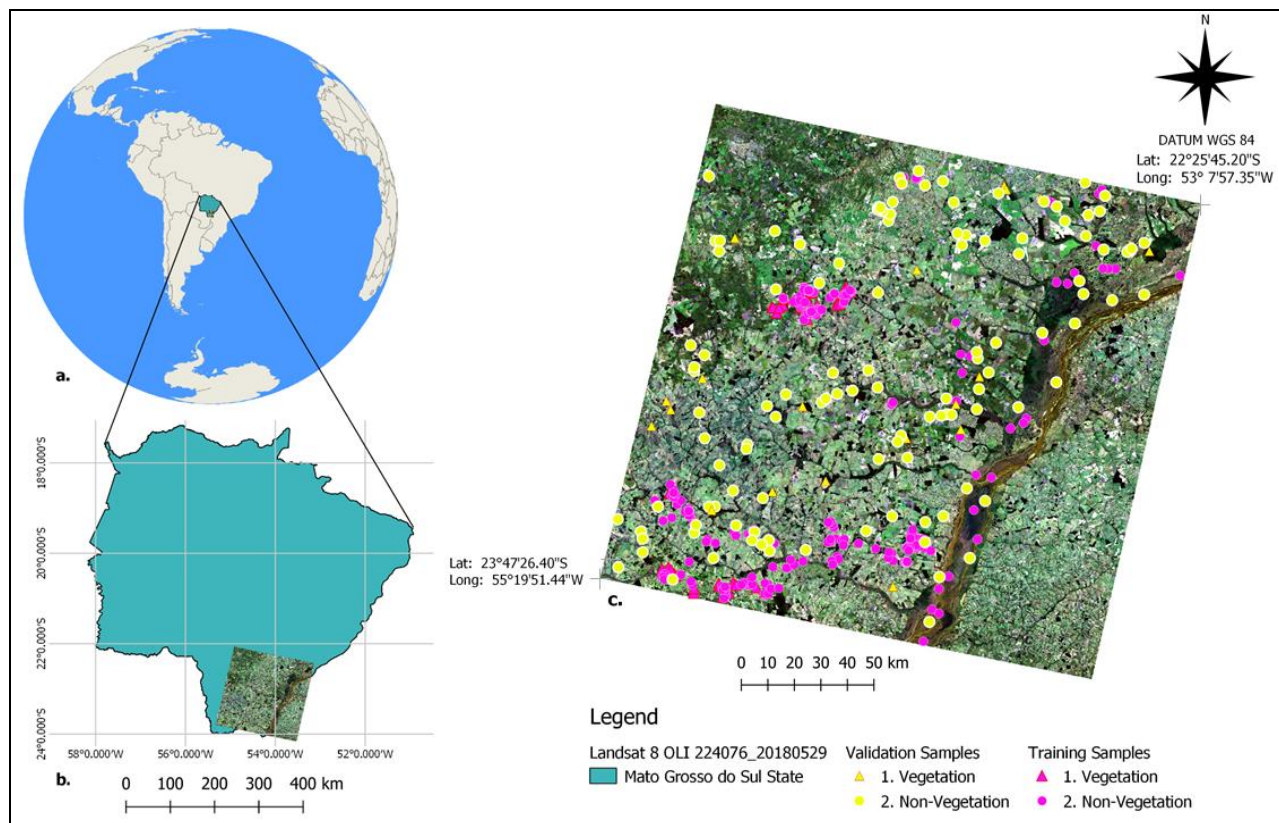 N
DATUM WGS 84
Lat: 22°25'45.20"S
Long: 53° 7'57.35"W
a.
18°0.000'S
20°0.000'S
22°0.000'S
24°0.000'S
58°0.000'W 56°0.000'W 54°0.000'W 52°0.000'W
b.
0 100 200 300 400 km
Lat: 23°47'26.40"S
Long: 55°19'51.44"W
c.
0 10 20 30 40 50 km
Legend
Landsat 8 OLI 224076_20180529
Mato Grosso do Sul State
Validation Samples
1. Vegetation
2. Non-Vegetation
Training Samples
1. Vegetation
2. Non-Vegetation